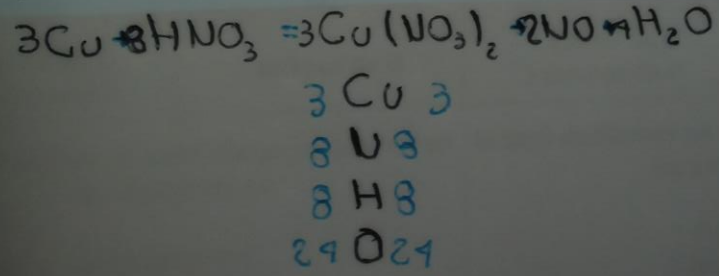 3Cu + 8HNO₃ = 3Cu(NO₃)₂ + 2NO + 4H₂O
3 Cu 3
8 N 8
8 H 8
24 O 24